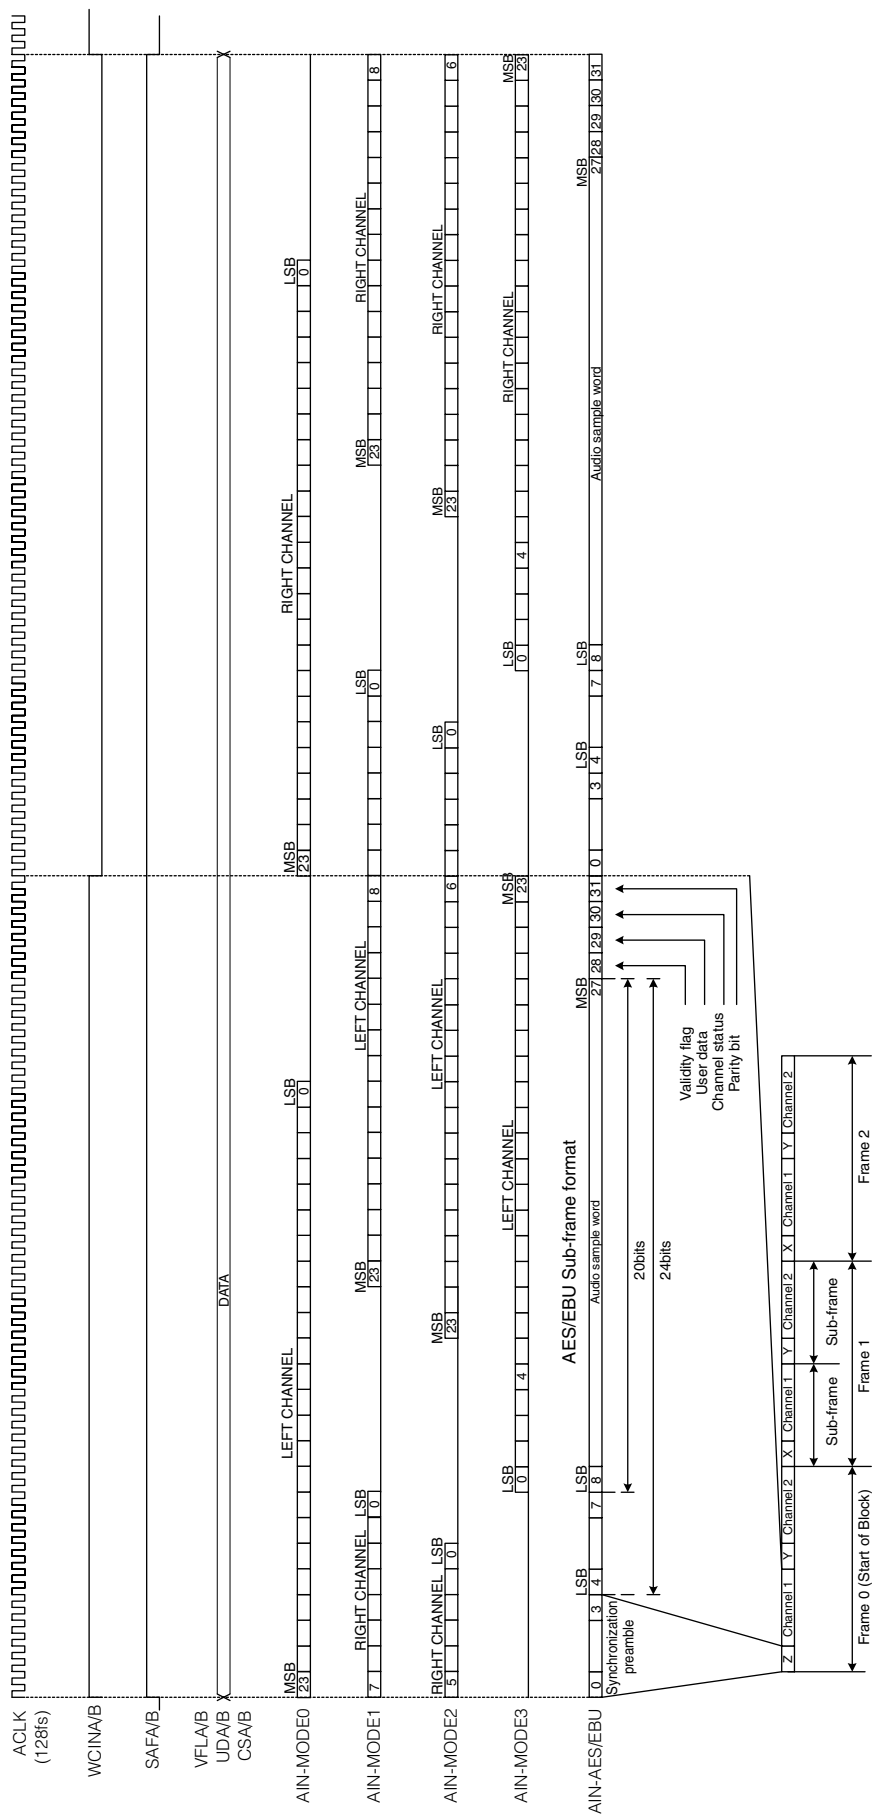 ACLK
(128fs)
WCINA/B
SAFA/B
VFLA/B
UDA/B
CSA/B
DATA
AIN-MODE0
MSB LSB MSB LSB
23 0 23 0
LEFT CHANNEL RIGHT CHANNEL
AIN-MODE1
RIGHT CHANNEL LSB MSB LEFT CHANNEL LSB MSB RIGHT CHANNEL
7 0 23 8 0 23 8
AIN-MODE2
RIGHT CHANNEL LSB MSB LEFT CHANNEL LSB MSB RIGHT CHANNEL
5 0 23 6 0 23 6
AIN-MODE3
LSB LEFT CHANNEL MSB LSB RIGHT CHANNEL MSB
0 4 23 0 4 23
AES/EBU Sub-frame format
AIN-AES/EBU
LSB LSB MSB LSB LSB MSB
0 3 4 7 8 Audio sample word 27 28 29 30 31 0 3 4 7 8 Audio sample word 27 28 29 30 31
Synchronization
preamble
20bits
24bits
Validity flag
User data
Channel status
Parity bit
Z Channel 1 Y Channel 2 X Channel 1 Y Channel 2 X Channel 1 Y Channel 2
Sub-frame Sub-frame
Frame 0 (Start of Block) Frame 1 Frame 2